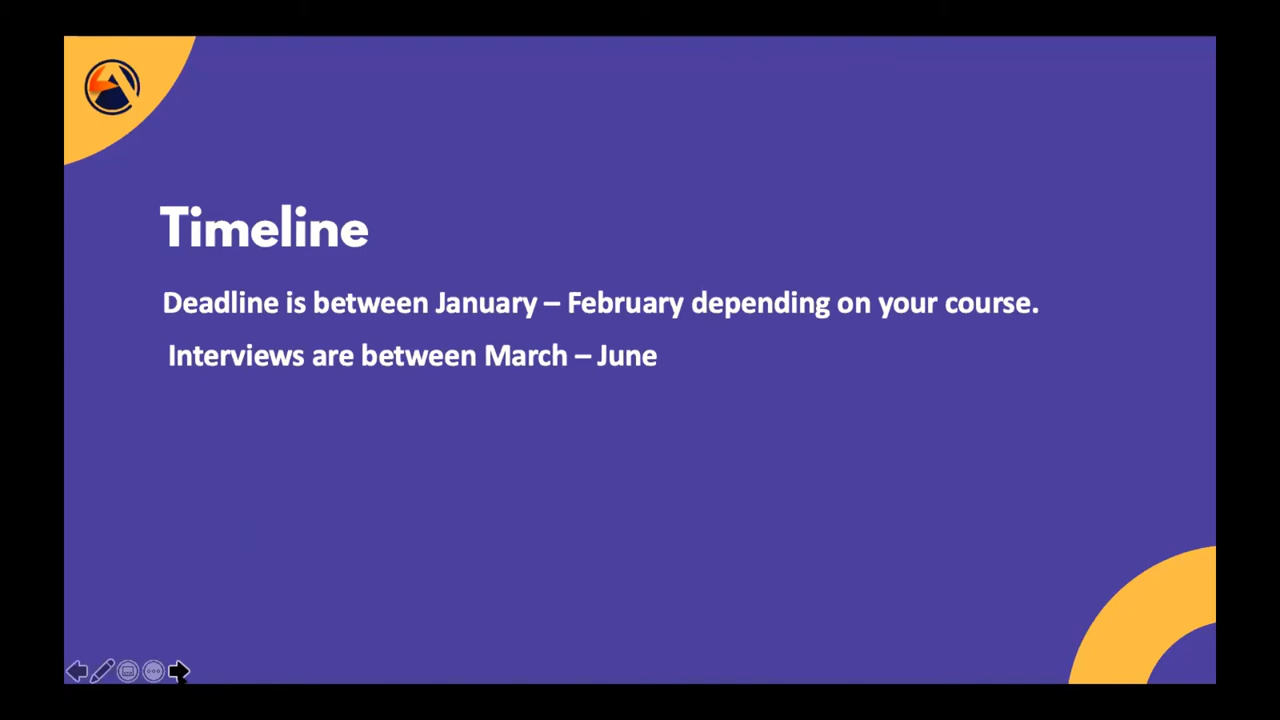 Timeline
Deadline is between January – February depending on your course.
Interviews are between March – June